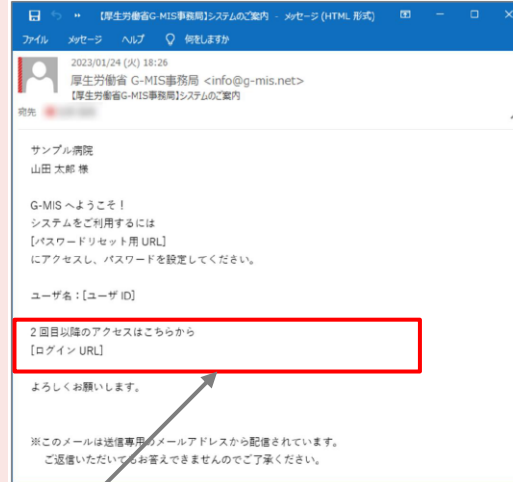 【厚生労働省G-MIS事務局】システムのご案内 - メッセージ (HTML 形式)
ファイル メッセージ ヘルプ 何をしますか
2023/01/24 (火) 18:26
厚生労働省 G-MIS事務局 <info@g-mis.net>
【厚生労働省G-MIS事務局】システムのご案内
宛先
サンプル病院
山田 太郎 様
G-MIS へようこそ！
システムをご利用するには
[パスワードリセット用 URL]
にアクセスし、パスワードを設定してください。
ユーザ名：[ユーザ ID]
2 回目以降のアクセスはこちらから
[ログイン URL]
よろしくお願いします。
※このメールは送信専用のメールアドレスから配信されています。
ご返信いただいてもお答えできませんのでご了承ください。